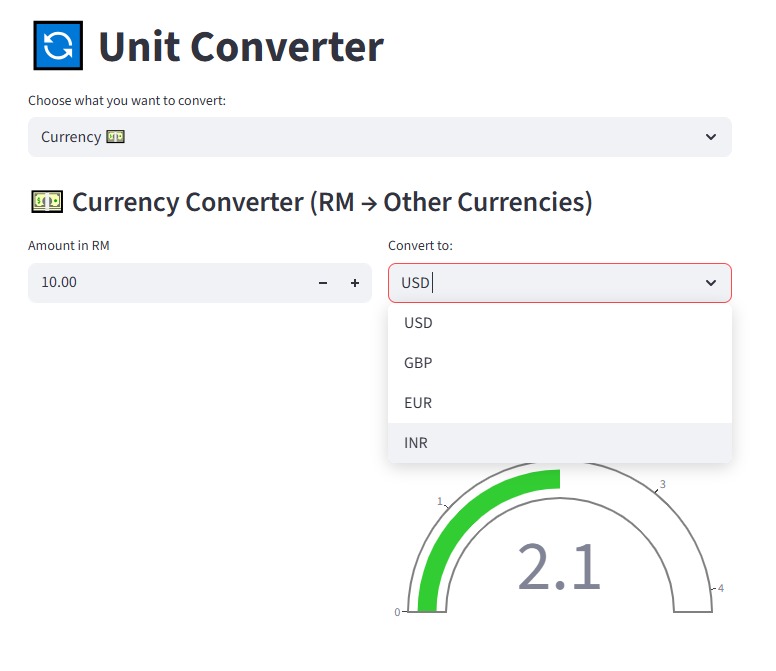 Unit Converter
Choose what you want to convert:
Currency
Currency Converter (RM → Other Currencies)
Amount in RM
Convert to:
10.00
− +
USD
USD
GBP
EUR
INR
1
3
2.1
0
4